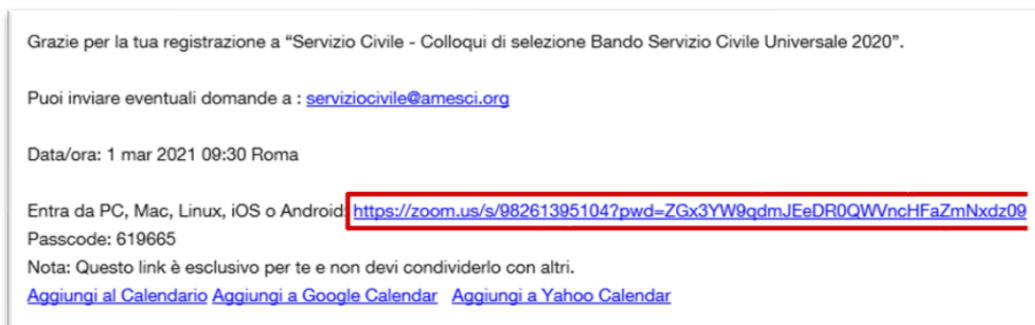 Grazie per la tua registrazione a “Servizio Civile - Colloqui di selezione Bando Servizio Civile Universale 2020”.
Puoi inviare eventuali domande a : serviziocivile@amesci.org
Data/ora: 1 mar 2021 09:30 Roma
Entra da PC, Mac, Linux, iOS o Android: https://zoom.us/s/98261395104?pwd=ZGx3YW9qdmJEeDR0QWVncHFaZmNxdz09
Passcode: 619665
Nota: Questo link è esclusivo per te e non devi condividerlo con altri.
Aggiungi al Calendario Aggiungi a Google Calendar Aggiungi a Yahoo Calendar